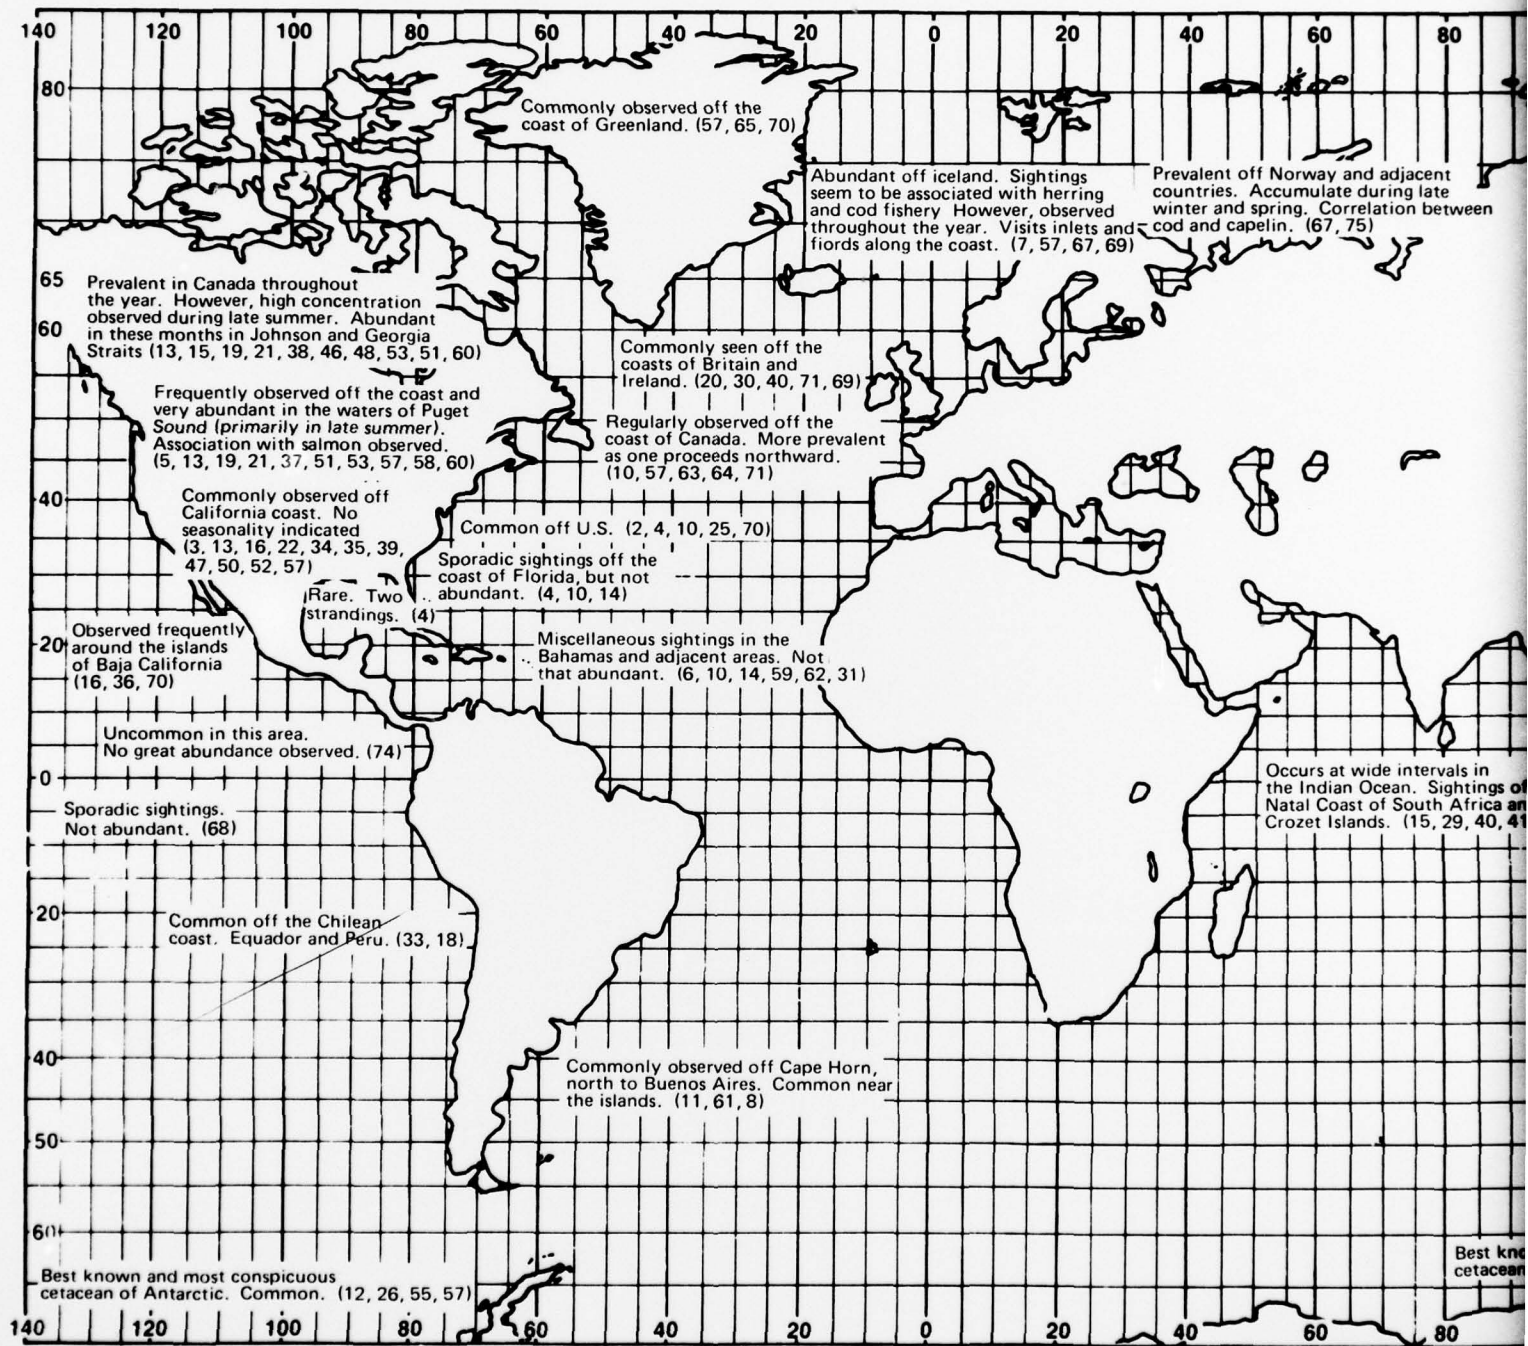 140 120 100 80 60 40 20 0 20 40 60 80
80
Commonly observed off the
coast of Greenland. (57, 65, 70)
Abundant off iceland. Sightings
seem to be associated with herring
and cod fishery However, observed
throughout the year. Visits inlets and
fiords along the coast. (7, 57, 67, 69)
Prevalent off Norway and adjacent
countries. Accumulate during late
winter and spring. Correlation between
cod and capelin. (67, 75)
65
Prevalent in Canada throughout
the year. However, high concentration
observed during late summer. Abundant
in these months in Johnson and Georgia
Straits (13, 15, 19, 21, 38, 46, 48, 53, 51, 60)
60
Commonly seen off the
coasts of Britain and
Ireland. (20, 30, 40, 71, 69)
Frequently observed off the coast and
very abundant in the waters of Puget
Sound (primarily in late summer).
Association with salmon observed.
(5, 13, 19, 21, 37, 51, 53, 57, 58, 60)
Regularly observed off the
coast of Canada. More prevalent
as one proceeds northward.
(10, 57, 63, 64, 71)
40
Commonly observed off
California coast. No
seasonality indicated
(3, 13, 16, 22, 34, 35, 39,
47, 50, 52, 57)
Common off U.S. (2, 4, 10, 25, 70)
Sporadic sightings off the
coast of Florida, but not
abundant. (4, 10, 14)
Rare. Two
strandings. (4)
20
Observed frequently
around the islands
of Baja California
(16, 36, 70)
Miscellaneous sightings in the
Bahamas and adjacent areas. Not
that abundant. (6, 10, 14, 59, 62, 31)
Uncommon in this area.
No great abundance observed. (74)
0
Sporadic sightings.
Not abundant. (68)
Occurs at wide intervals in
the Indian Ocean. Sightings of
Natal Coast of South Africa an
Crozet Islands. (15, 29, 40, 41
20
Common off the Chilean
coast. Equador and Peru. (33, 18)
40
Commonly observed off Cape Horn,
north to Buenos Aires. Common near
the islands. (11, 61, 8)
50
60
Best known and most conspicuous
cetacean of Antarctic. Common. (12, 26, 55, 57)
Best kno
cetacean
140 120 100 80 60 40 20 0 20 40 60 80